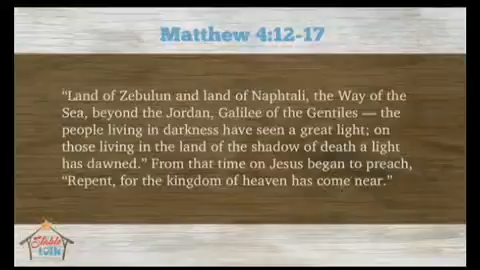 Matthew 4:12-17
“Land of Zebulun and land of Naphtali, the Way of the
Sea, beyond the Jordan, Galilee of the Gentiles — the
people living in darkness have seen a great light; on
those living in the land of the shadow of death a light
has dawned.” From that time on Jesus began to preach,
“Repent, for the kingdom of heaven has come near.”
Stable